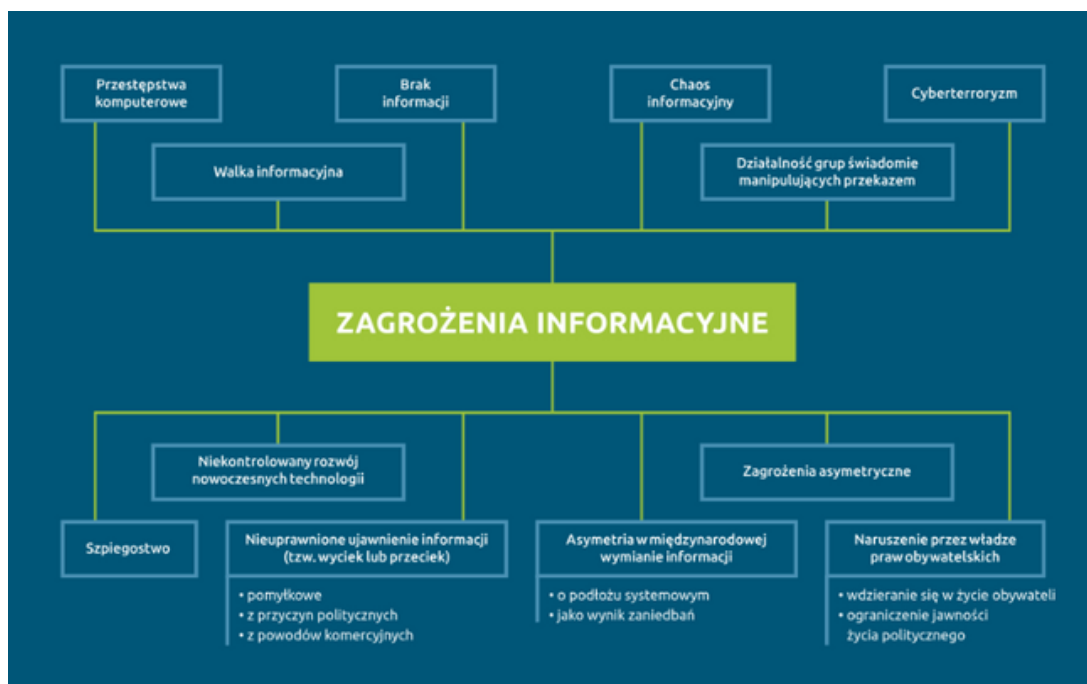 Przestępstwa
komputerowe
Brak
informacji
Chaos
informacyjny
Cyberterroryzm
Walka informacyjna
Działalność grup świadomie
manipulujących przekazem
ZAGROŻENIA INFORMACYJNE
Niekontrolowany rozwój
nowoczesnych technologii
Zagrożenia asymetryczne
Szpiegostwo
Nieuprawnione ujawnienie informacji
(tzw. wyciek lub przeciek)
• pomyłkowe
• z przyczyn politycznych
• z powodów komercyjnych
Asymetria w międzynarodowej
wymianie informacji
• o podłożu systemowym
• jako wynik zaniedbań
Naruszenie przez władze
praw obywatelskich
• wdzieranie się w życie obywateli
• ograniczenie jawności
życia politycznego